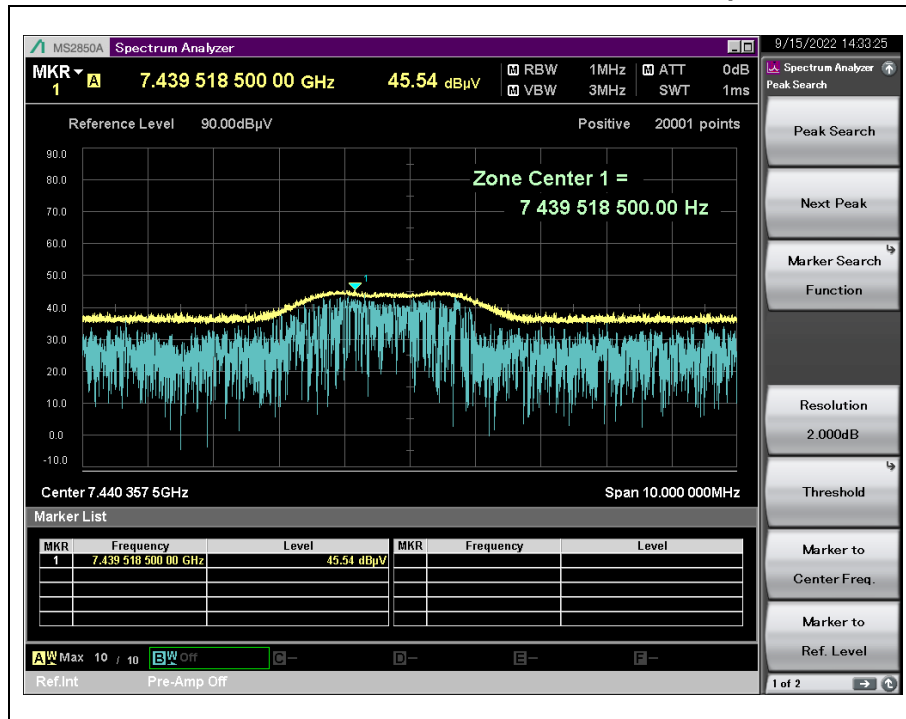 MS2850A Spectrum Analyzer
9/15/2022 14:33:25
MKR 1 A 7.439 518 500 00 GHz 45.54 dBµV
M RBW 1MHz M ATT 0dB
M VBW 3MHz SWT 1ms
Spectrum Analyzer
Peak Search
Reference Level 90.00dBµV Positive 20001 points
90.0
80.0
70.0
60.0
50.0
40.0
30.0
20.0
10.0
0.0
-10.0
Zone Center 1 =
7 439 518 500.00 Hz
1
Center 7.440 357 5GHz Span 10.000 000MHz
Marker List
MKR Frequency Level MKR Frequency Level
1 7.439 518 500 00 GHz 45.54 dBµV
A W Max 10 / 10 B W Off C – D – E – F –
Ref.Int Pre-Amp Off
Peak Search
Next Peak
Marker Search
Function
Resolution
2.000dB
Threshold
Marker to
Center Freq.
Marker to
Ref. Level
1 of 2